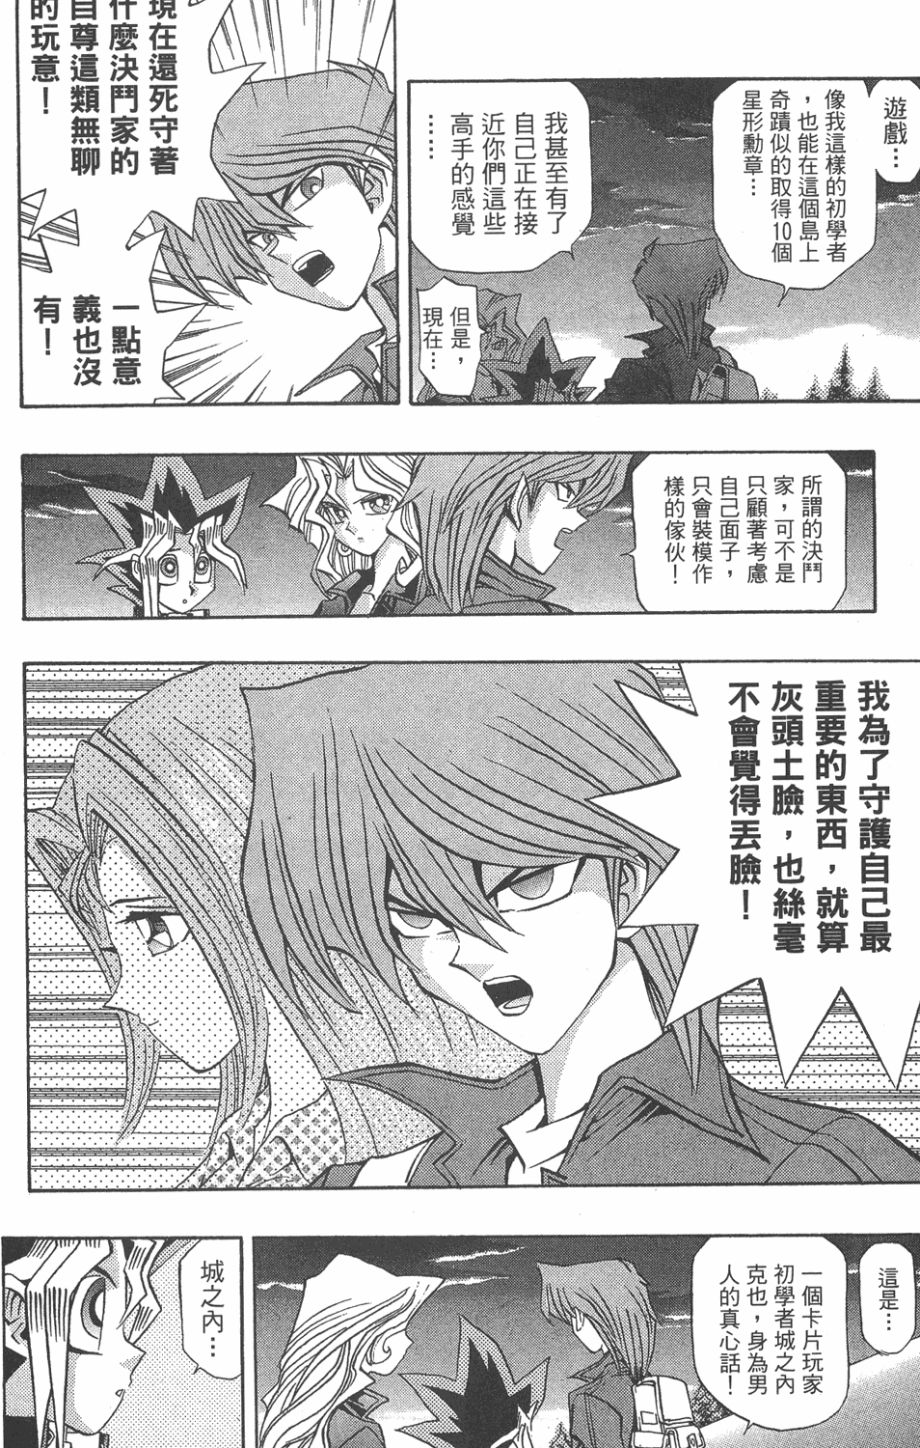 遊戲…
像我這樣的初學者
，也能在這個島上
奇蹟似的取得10個
星形勳章…
我甚至有了
自己正在接
近你們這些
高手的感覺
……
但是，
現在…
現在還死守著
什麼決鬥家的
自尊這類無聊
的玩意！
一點意
義也沒
有！
所謂的決鬥
家，可不是
只顧著考慮
自己面子，
只會裝模作
樣的傢伙！
我為了守護自己最
重要的東西，就算
灰頭土臉，也絲毫
不會覺得丟臉！
這是…
一個卡片玩家
初學者城之內
克也，身為男
人的真心話！
城之內…